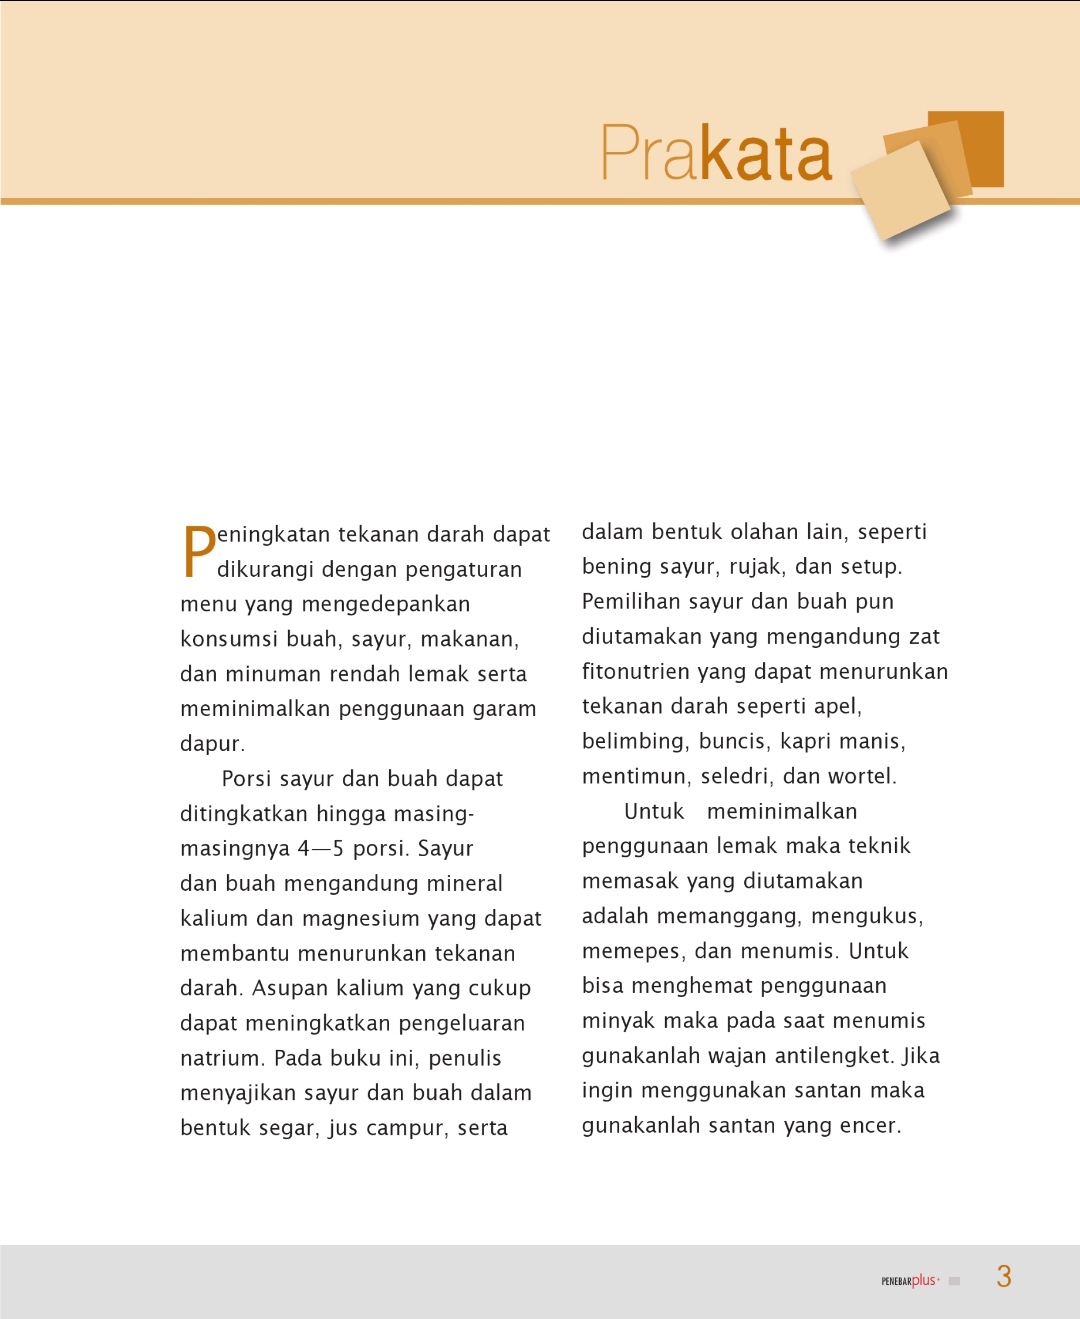 Prakata
Peningkatan tekanan darah dapat
dikurangi dengan pengaturan
menu yang mengedepankan
konsumsi buah, sayur, makanan,
dan minuman rendah lemak serta
meminimalkan penggunaan garam
dapur.
Porsi sayur dan buah dapat
ditingkatkan hingga masing-
masingnya 4—5 porsi. Sayur
dan buah mengandung mineral
kalium dan magnesium yang dapat
membantu menurunkan tekanan
darah. Asupan kalium yang cukup
dapat meningkatkan pengeluaran
natrium. Pada buku ini, penulis
menyajikan sayur dan buah dalam
bentuk segar, jus campur, serta
dalam bentuk olahan lain, seperti
bening sayur, rujak, dan setup.
Pemilihan sayur dan buah pun
diutamakan yang mengandung zat
fitonutrien yang dapat menurunkan
tekanan darah seperti apel,
belimbing, buncis, kapri manis,
mentimun, seledri, dan wortel.
Untuk meminimalkan
penggunaan lemak maka teknik
memasak yang diutamakan
adalah memanggang, mengukus,
memepes, dan menumis. Untuk
bisa menghemat penggunaan
minyak maka pada saat menumis
gunakanlah wajan antilengket. Jika
ingin menggunakan santan maka
gunakanlah santan yang encer.
PENEBAR plus+
3